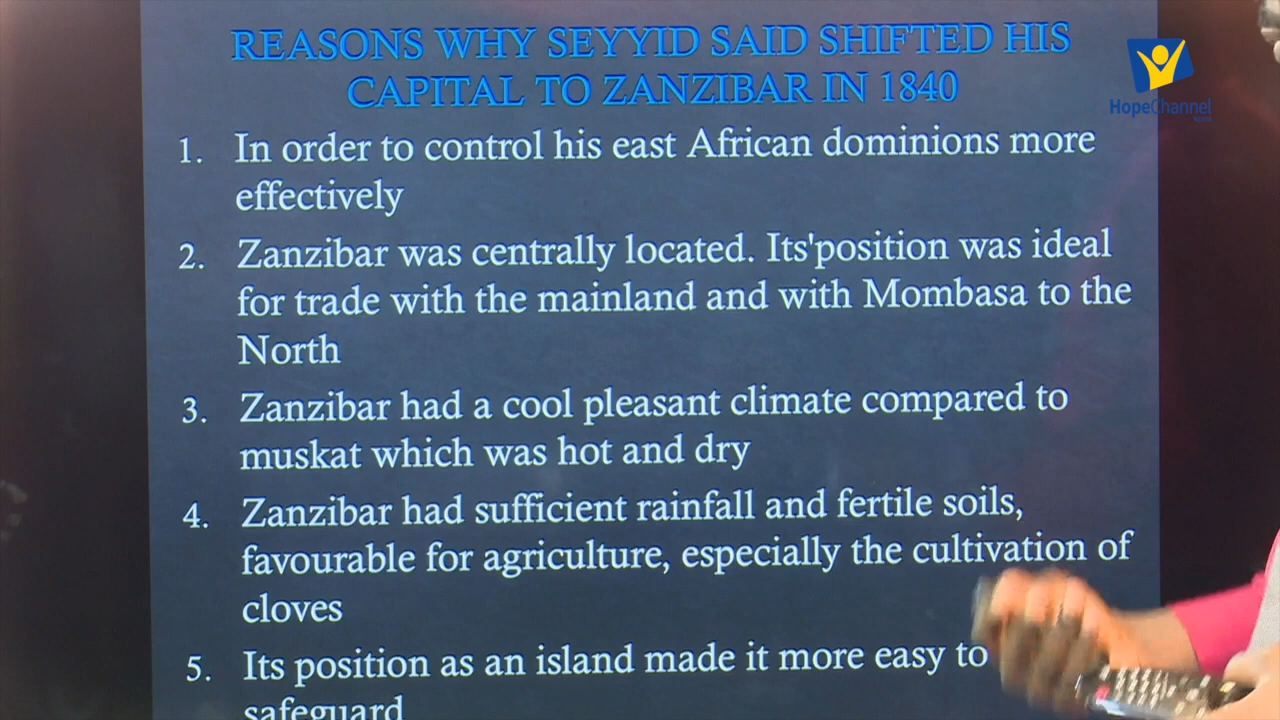 REASONS WHY SEYYID SAID SHIFTED HIS
CAPITAL TO ZANZIBAR IN 1840
HopeChannel
1. In order to control his east African dominions more
effectively
2. Zanzibar was centrally located. Its'position was ideal
for trade with the mainland and with Mombasa to the
North
3. Zanzibar had a cool pleasant climate compared to
muskat which was hot and dry
4. Zanzibar had sufficient rainfall and fertile soils,
favourable for agriculture, especially the cultivation of
cloves
5. Its position as an island made it more easy to
safeguard